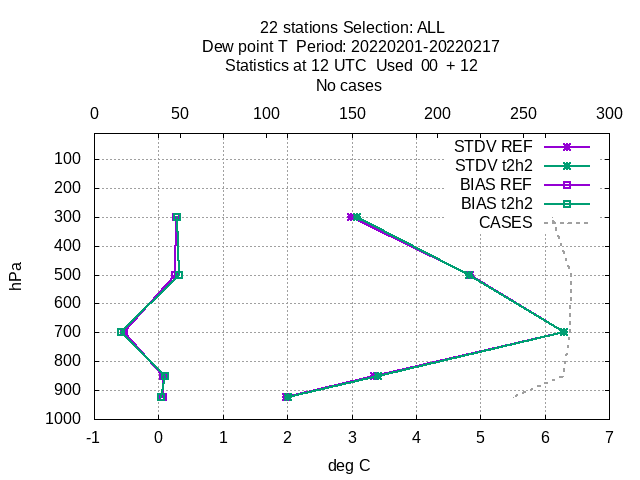 22 stations Selection: ALL
Dew point T  Period: 20220201-20220217
Statistics at 12 UTC  Used  00  + 12
No cases
0 50 100 150 200 250 300
STDV REF
STDV t2h2
BIAS REF
BIAS t2h2
CASES
100
200
300
400
500
600
700
800
900
1000
hPa
-1 0 1 2 3 4 5 6 7
deg C